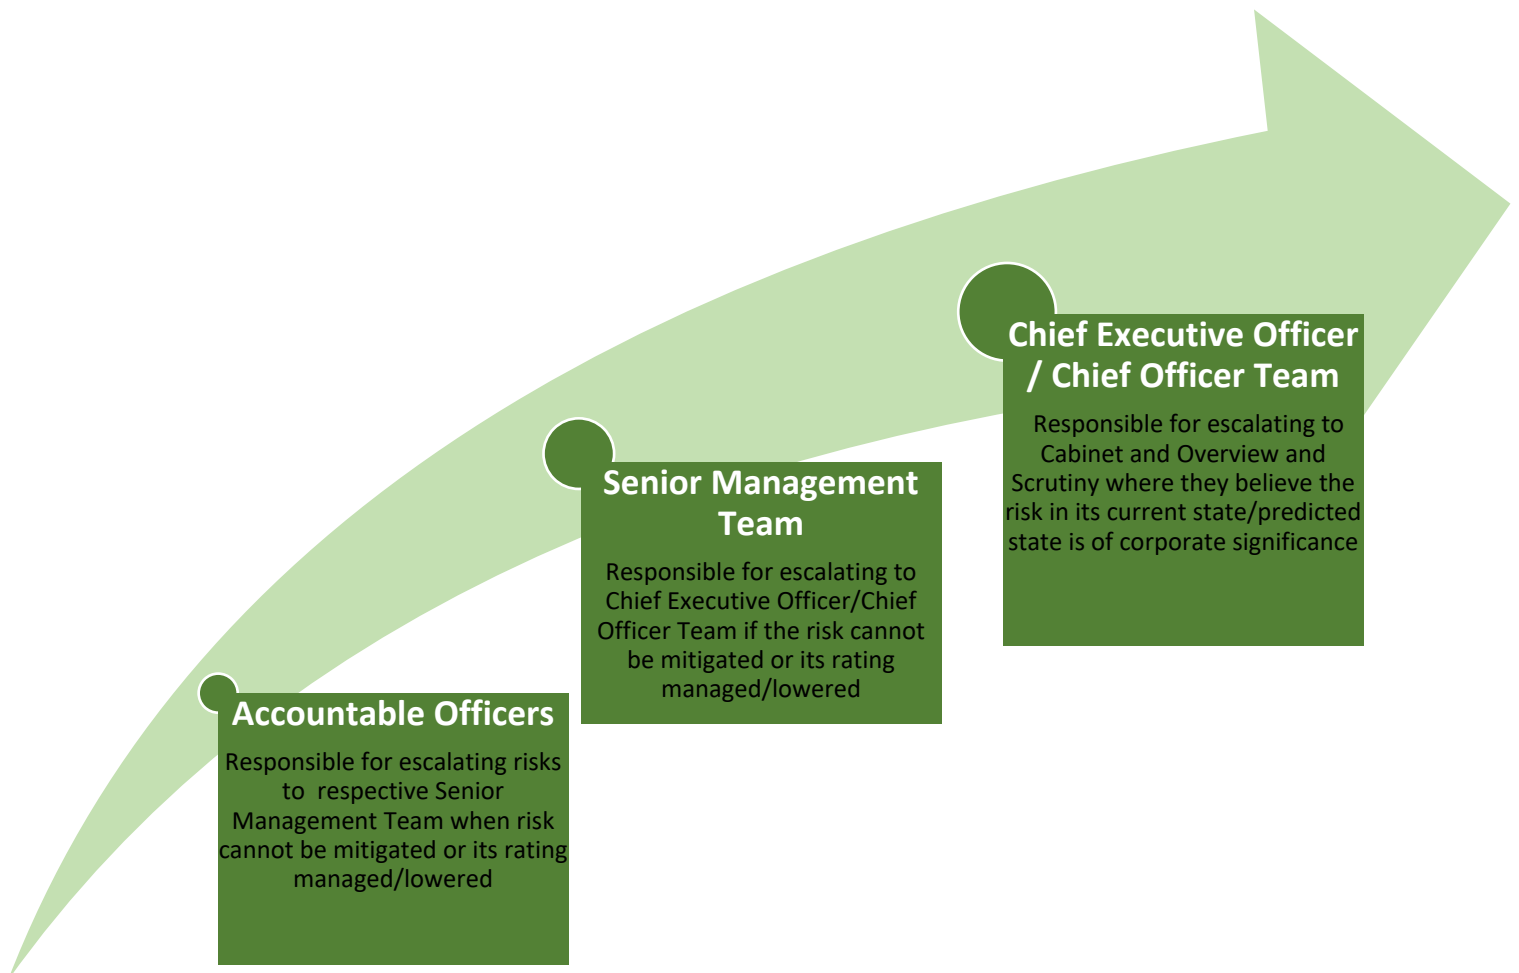 Chief Executive Officer
/ Chief Officer Team
Responsible for escalating to
Cabinet and Overview and
Scrutiny where they believe the
risk in its current state/predicted
state is of corporate significance
Senior Management
Team
Responsible for escalating to
Chief Executive Officer/Chief
Officer Team if the risk cannot
be mitigated or its rating
managed/lowered
Accountable Officers
Responsible for escalating risks
to respective Senior
Management Team when risk
cannot be mitigated or its rating
managed/lowered